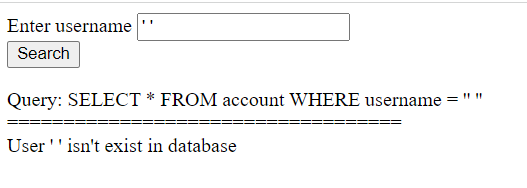 Enter username ' '
Search
Query: SELECT * FROM account WHERE username = '' ''
===================================
User ' ' isn't exist in database